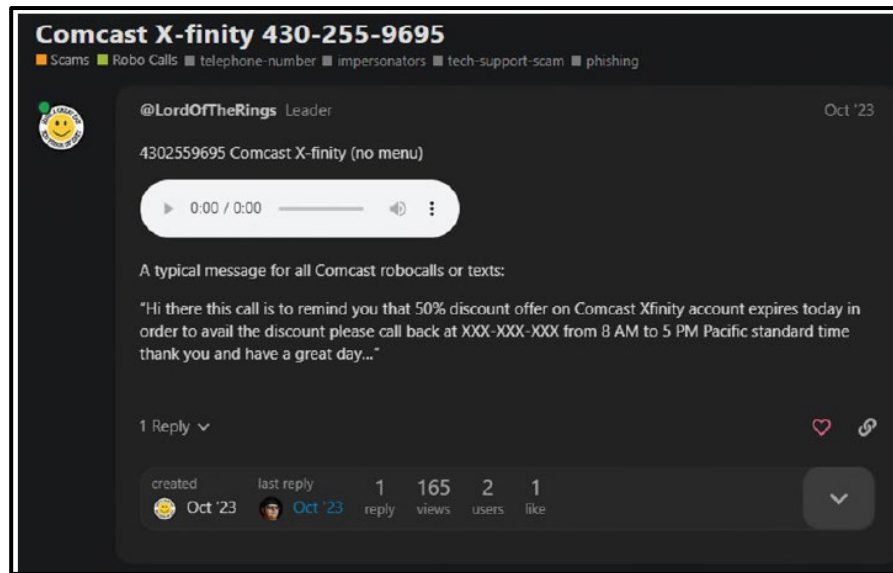 Comcast X-finity 430-255-9695
Scams Robo Calls telephone-number impersonators tech-support-scam phishing
@LordOfTheRings Leader Oct '23
4302559695 Comcast X-finity (no menu)
0:00 / 0:00
A typical message for all Comcast robocalls or texts:
"Hi there this call is to remind you that 50% discount offer on Comcast Xfinity account expires today in
order to avail the discount please call back at XXX-XXX-XXX from 8 AM to 5 PM Pacific standard time
thank you and have a great day..."
1 Reply
created last reply 1 165 2 1
Oct '23 Oct '23 reply views users like